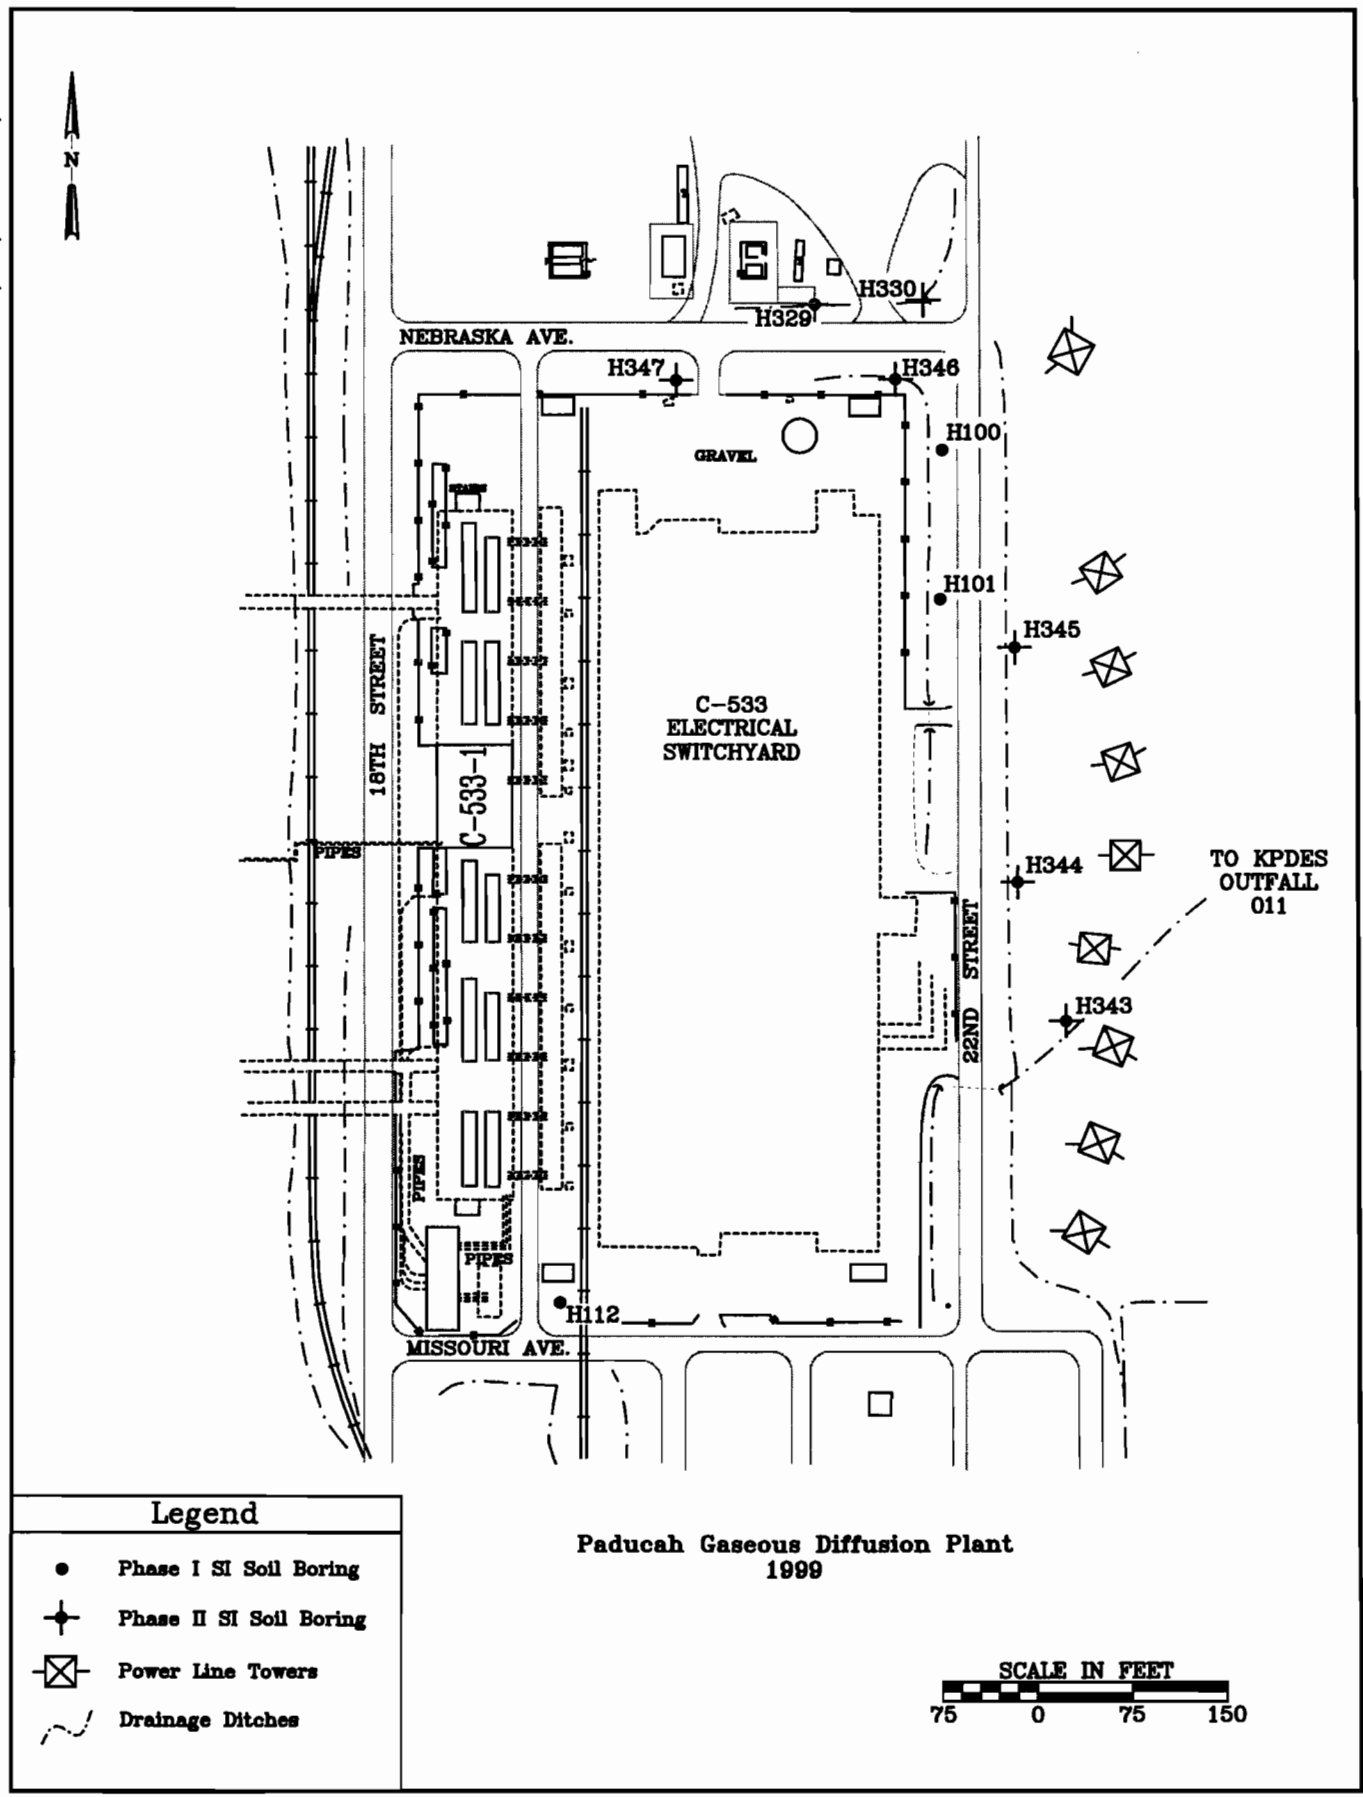 N
H330
H329
NEBRASKA AVE.
H347
H346
H100
GRAVEL
STAIRS
H101
H345
18TH STREET
C-533
ELECTRICAL
SWITCHYARD
C-533-1
PIPES
TO KPDES
OUTFALL
011
H344
22ND STREET
H343
PIPES
PIPES
H112
MISSOURI AVE.
Legend
Phase I SI Soil Boring
Phase II SI Soil Boring
Power Line Towers
Drainage Ditches
Paducah Gaseous Diffusion Plant
1999
SCALE IN FEET
75 0 75 150